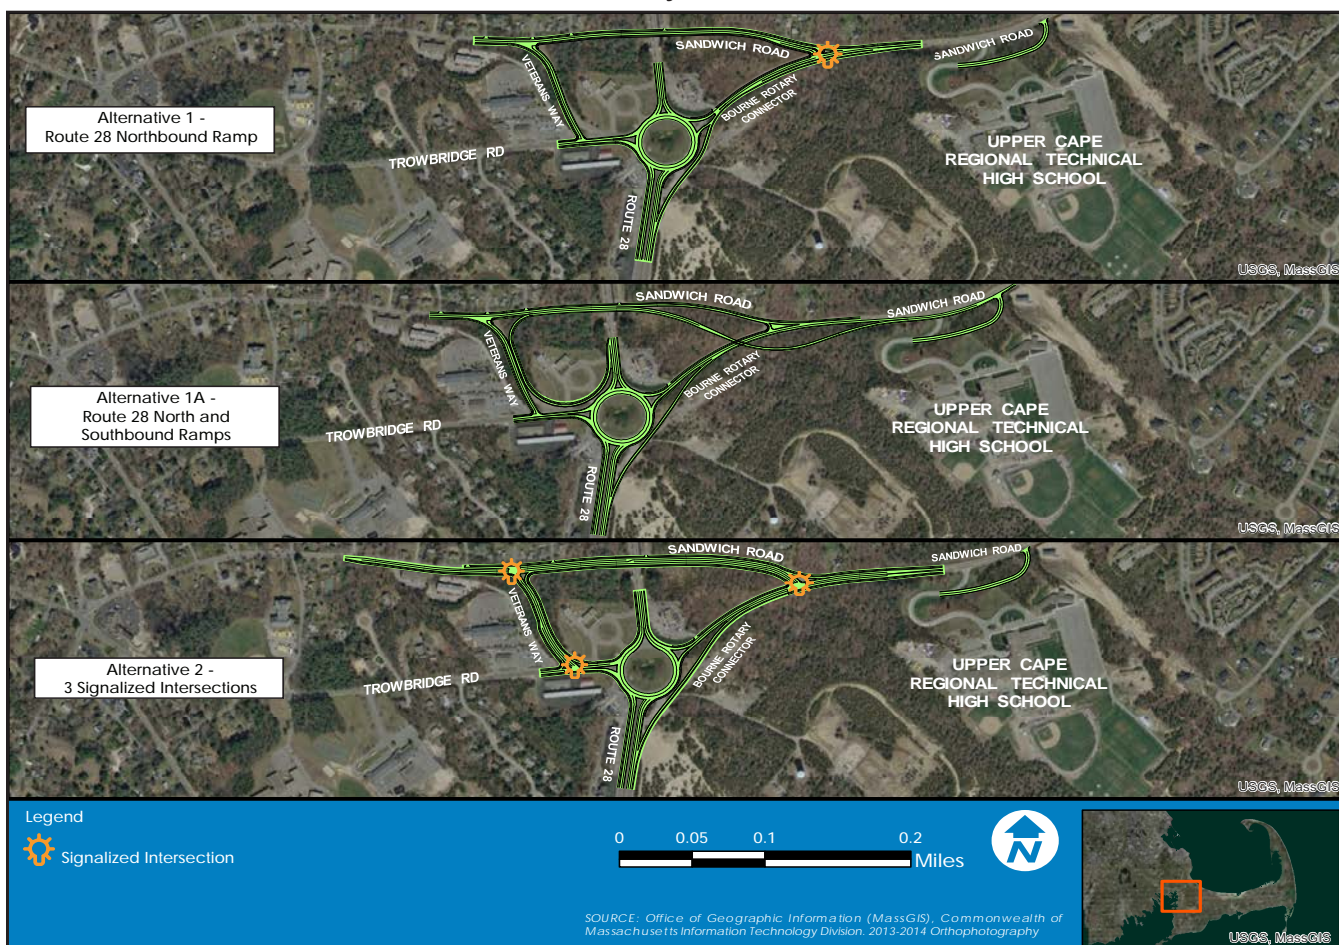 SANDWICH ROAD
SANDWICH ROAD
VETERANS WAY
BOURNE ROTARY
CONNECTOR
Alternative 1 -
Route 28 Northbound Ramp
TROWBRIDGE RD
UPPER CAPE
REGIONAL TECHNICAL
HIGH SCHOOL
ROUTE 28
USGS, MassGIS
SANDWICH ROAD
SANDWICH ROAD
VETERANS WAY
BOURNE ROTARY
CONNECTOR
Alternative 1A -
Route 28 North and
Southbound Ramps
TROWBRIDGE RD
UPPER CAPE
REGIONAL TECHNICAL
HIGH SCHOOL
ROUTE 28
USGS, MassGIS
SANDWICH ROAD
SANDWICH ROAD
VETERANS WAY
BOURNE ROTARY
CONNECTOR
Alternative 2 -
3 Signalized Intersections
TROWBRIDGE RD
UPPER CAPE
REGIONAL TECHNICAL
HIGH SCHOOL
ROUTE 28
USGS, MassGIS
Legend
Signalized Intersection
0 0.05 0.1 0.2
Miles
N
SOURCE: Office of Geographic Information (MassGIS), Commonwealth of
Massachusetts Information Technology Division. 2013-2014 Orthophotography
USGS, MassGIS